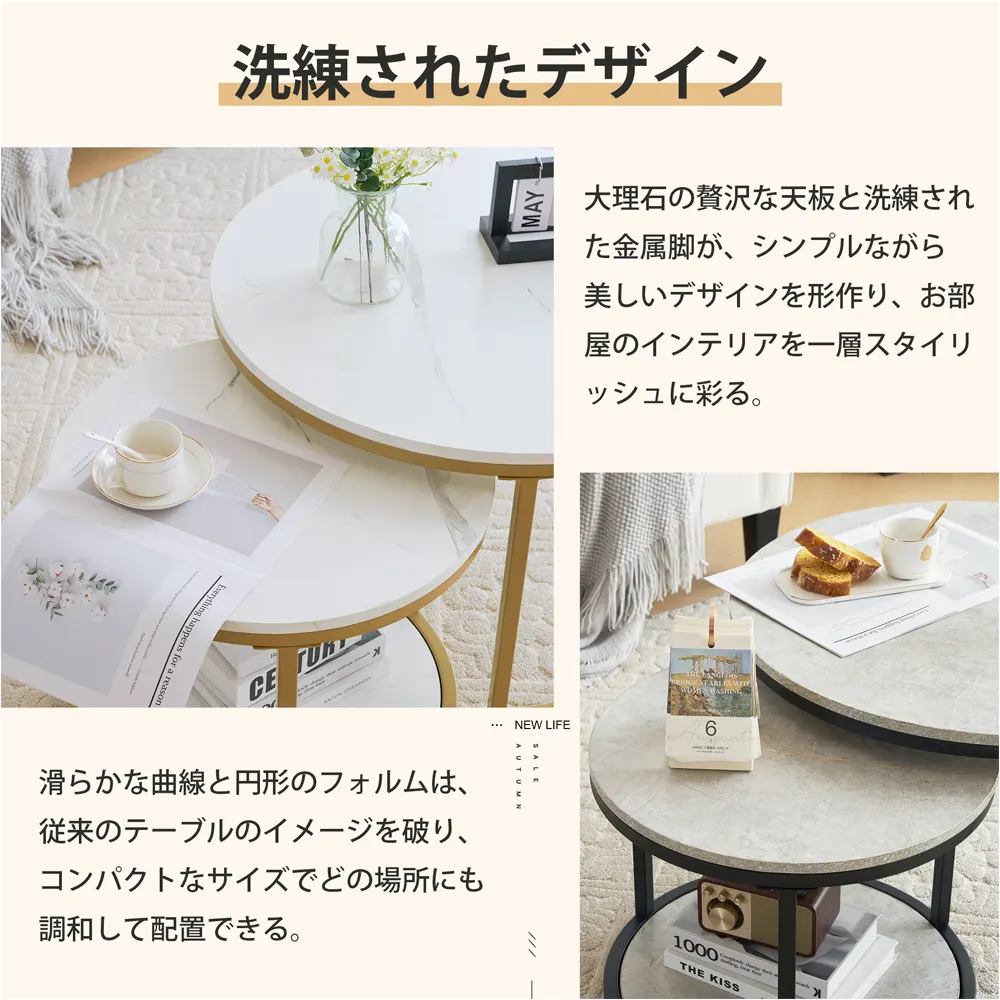 洗練されたデザイン
大理石の贅沢な天板と洗練され
た金属脚が、シンプルながら
美しいデザインを形作り、お部
屋のインテリアを一層スタイリ
ッシュに彩る。
MAY
Everything happens for a reason
CENTURY
K
··· NEW LIFE
SALE
AUTUMN
滑らかな曲線と円形のフォルムは、
従来のテーブルのイメージを破り、
コンパクトなサイズでどの場所にも
調和して配置できる。
THE LANGLOIS
BRIDGE AT ARLES WITH
WOMEN WASHING
6
August
1000
THE KISS
K